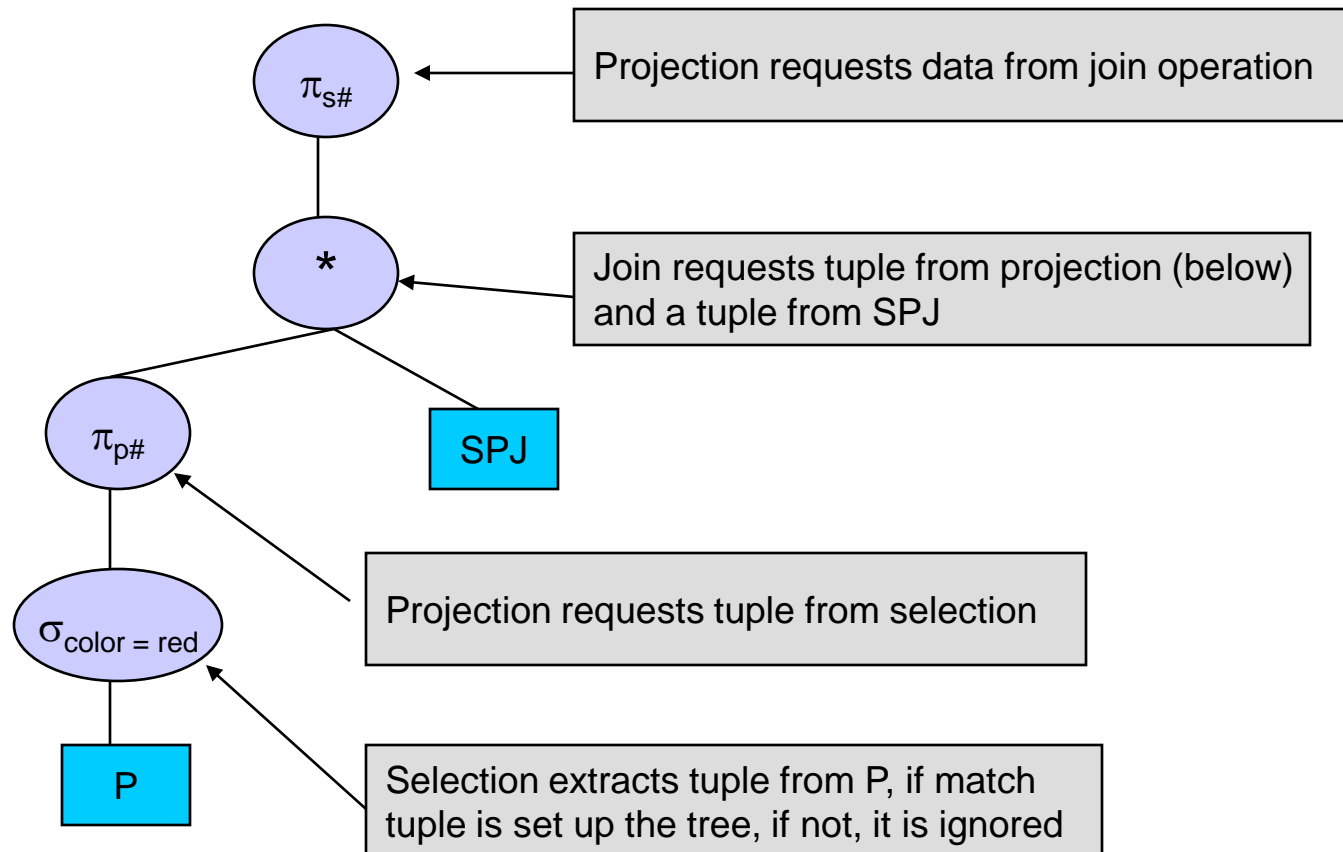 πs#
Projection requests data from join operation
*
Join requests tuple from projection (below)
and a tuple from SPJ
πp#
SPJ
Projection requests tuple from selection
σcolor = red
P
Selection extracts tuple from P, if match
tuple is set up the tree, if not, it is ignored